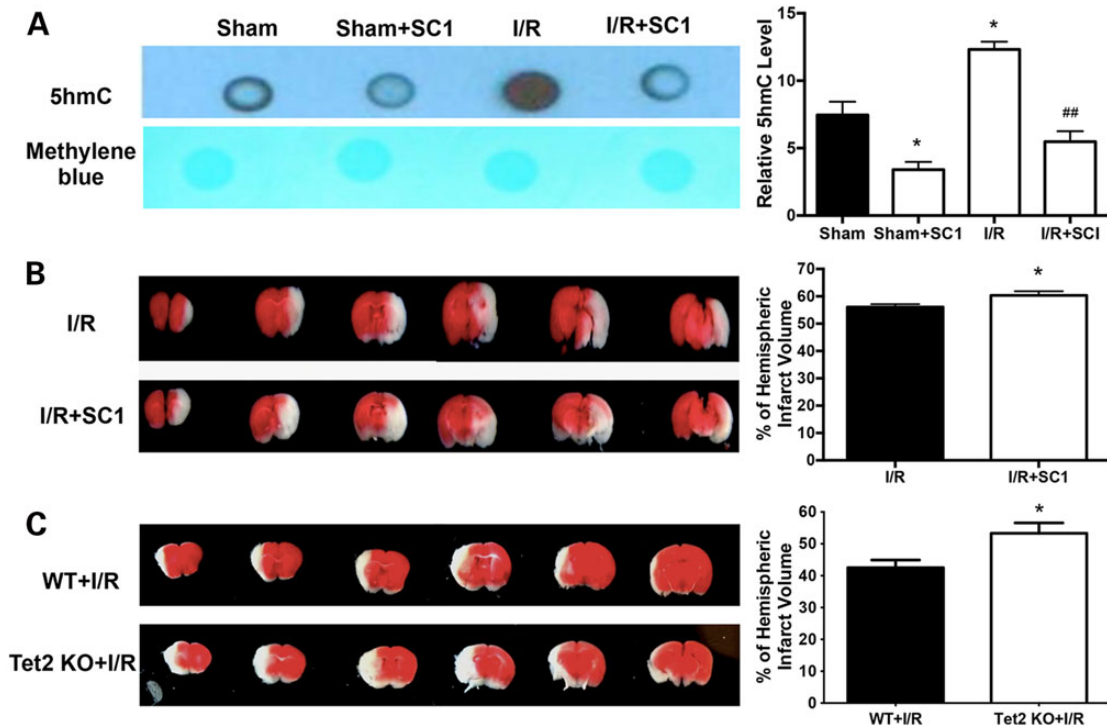 A
Sham Sham+SC1 I/R I/R+SC1
5hmC
Methylene
blue
Relative 5hmC Level
15
10
5
0
*
*
##
Sham Sham+SC1 I/R I/R+SCI
B
I/R
I/R+SC1
% of Hemispheric
Infarct Volume
70
60
50
40
30
20
10
0
*
I/R I/R+SC1
C
WT+I/R
Tet2 KO+I/R
% of Hemispheric
Infarct Volume
60
50
40
30
20
10
0
*
WT+I/R Tet2 KO+I/R